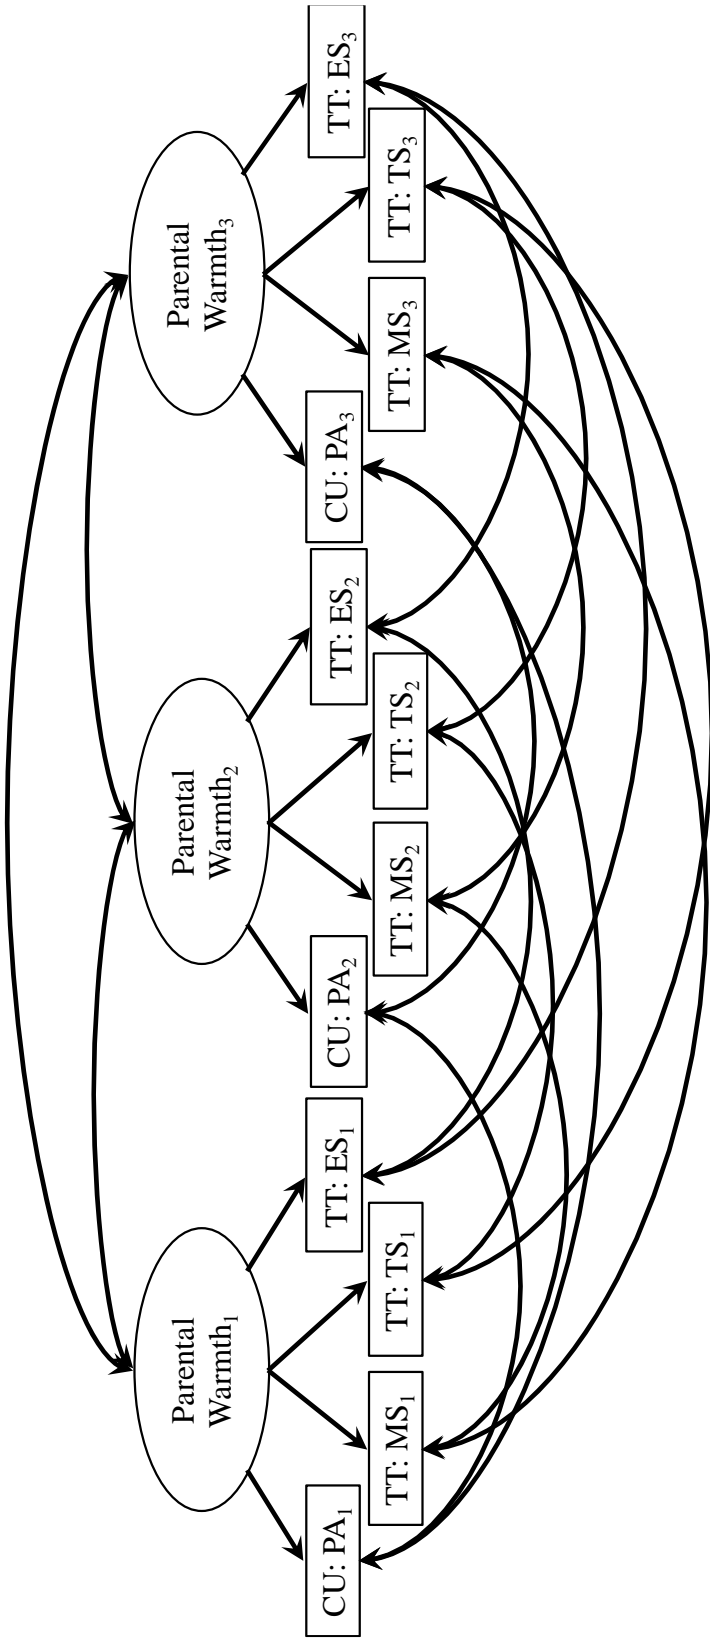 Parental
Warmth1
CU: PA1
TT: MS1
TT: TS1
TT: ES1
Parental
Warmth2
CU: PA2
TT: MS2
TT: TS2
TT: ES2
Parental
Warmth3
CU: PA3
TT: MS3
TT: TS3
TT: ES3